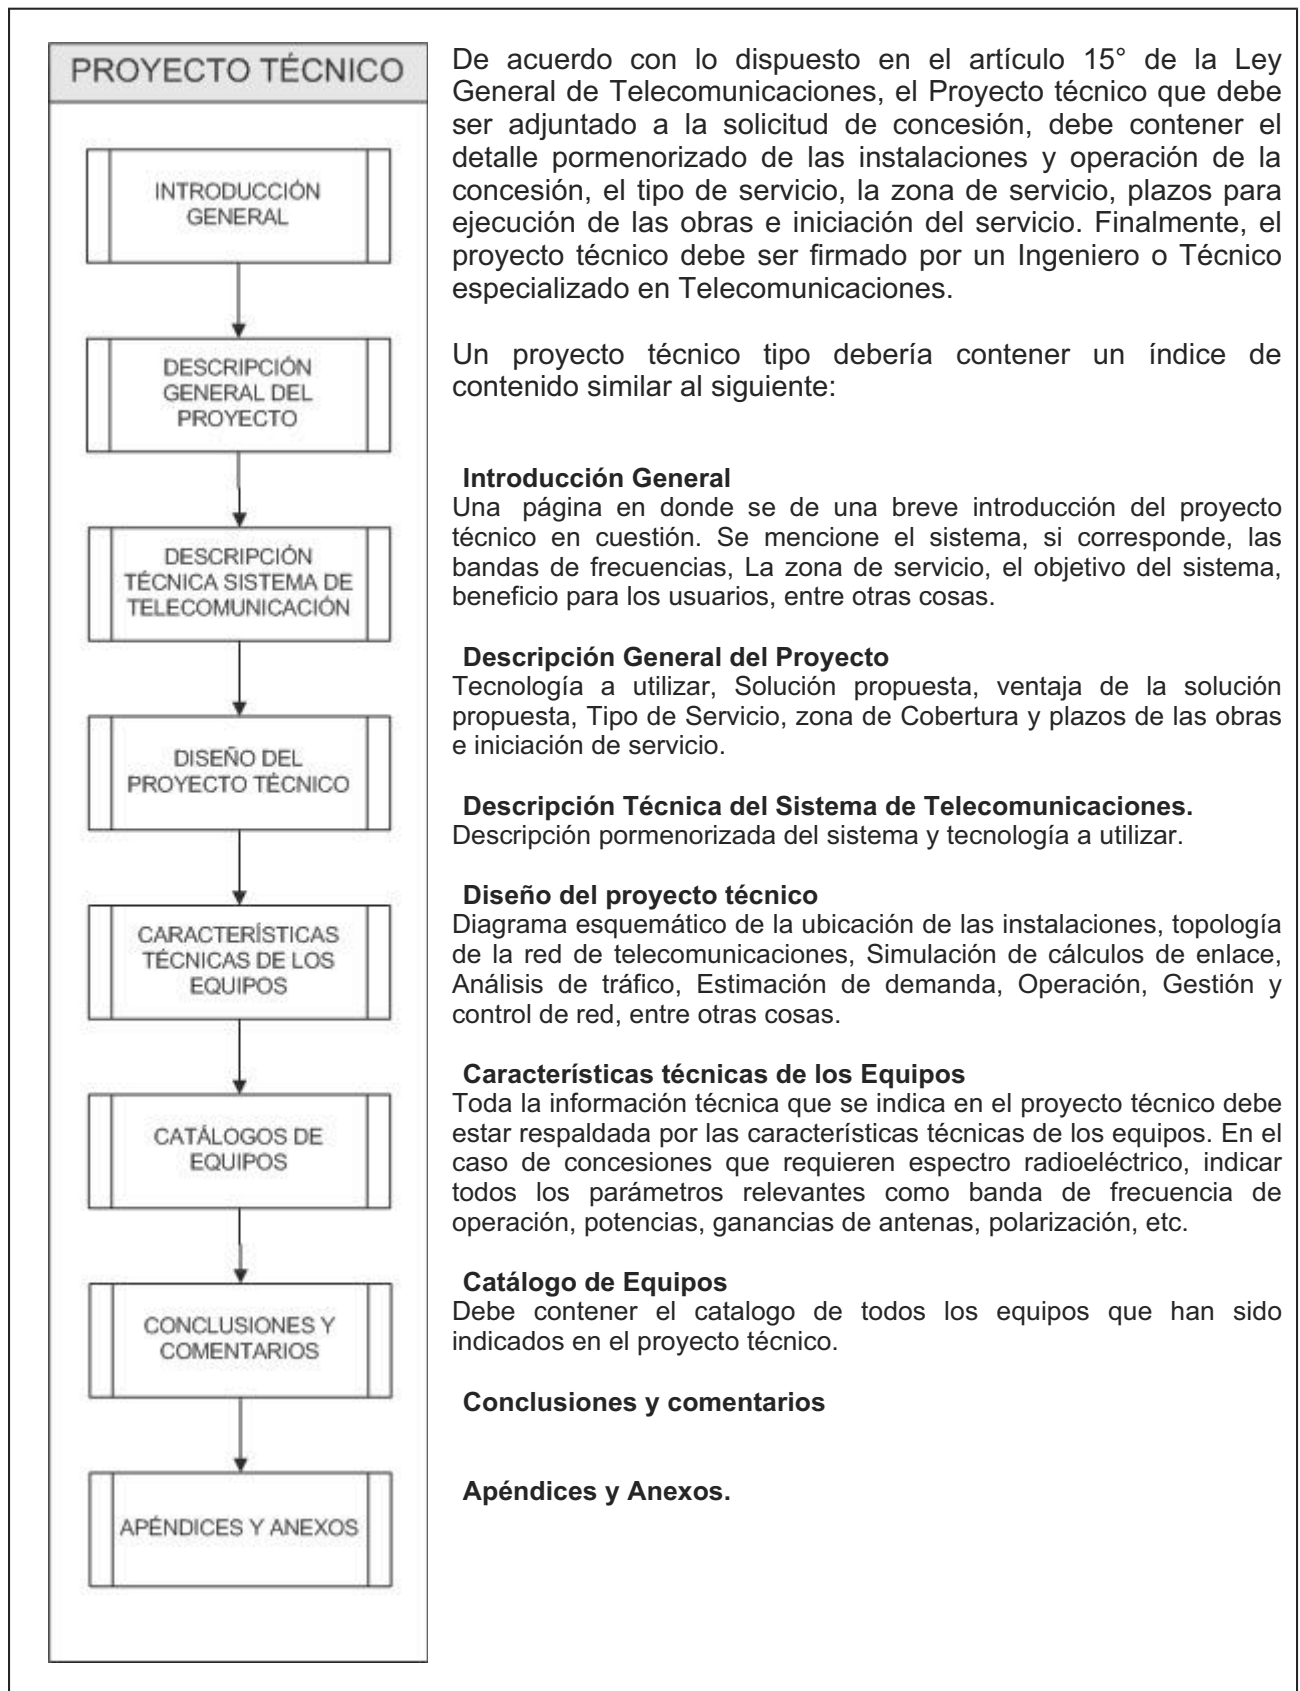 PROYECTO TÉCNICO
INTRODUCCIÓN
GENERAL
DESCRIPCIÓN
GENERAL DEL
PROYECTO
DESCRIPCIÓN
TÉCNICA SISTEMA DE
TELECOMUNICACIÓN
DISEÑO DEL
PROYECTO TÉCNICO
CARACTERÍSTICAS
TÉCNICAS DE LOS
EQUIPOS
CATÁLOGOS DE
EQUIPOS
CONCLUSIONES Y
COMENTARIOS
APÉNDICES Y ANEXOS
De acuerdo con lo dispuesto en el artículo 15° de la Ley
General de Telecomunicaciones, el Proyecto técnico que debe
ser adjuntado a la solicitud de concesión, debe contener el
detalle pormenorizado de las instalaciones y operación de la
concesión, el tipo de servicio, la zona de servicio, plazos para
ejecución de las obras e iniciación del servicio. Finalmente, el
proyecto técnico debe ser firmado por un Ingeniero o Técnico
especializado en Telecomunicaciones.
Un proyecto técnico tipo debería contener un índice de
contenido similar al siguiente:
Introducción General
Una página en donde se de una breve introducción del proyecto
técnico en cuestión. Se mencione el sistema, si corresponde, las
bandas de frecuencias, La zona de servicio, el objetivo del sistema,
beneficio para los usuarios, entre otras cosas.
Descripción General del Proyecto
Tecnología a utilizar, Solución propuesta, ventaja de la solución
propuesta, Tipo de Servicio, zona de Cobertura y plazos de las obras
e iniciación de servicio.
Descripción Técnica del Sistema de Telecomunicaciones.
Descripción pormenorizada del sistema y tecnología a utilizar.
Diseño del proyecto técnico
Diagrama esquemático de la ubicación de las instalaciones, topología
de la red de telecomunicaciones, Simulación de cálculos de enlace,
Análisis de tráfico, Estimación de demanda, Operación, Gestión y
control de red, entre otras cosas.
Características técnicas de los Equipos
Toda la información técnica que se indica en el proyecto técnico debe
estar respaldada por las características técnicas de los equipos. En el
caso de concesiones que requieren espectro radioeléctrico, indicar
todos los parámetros relevantes como banda de frecuencia de
operación, potencias, ganancias de antenas, polarización, etc.
Catálogo de Equipos
Debe contener el catalogo de todos los equipos que han sido
indicados en el proyecto técnico.
Conclusiones y comentarios
Apéndices y Anexos.